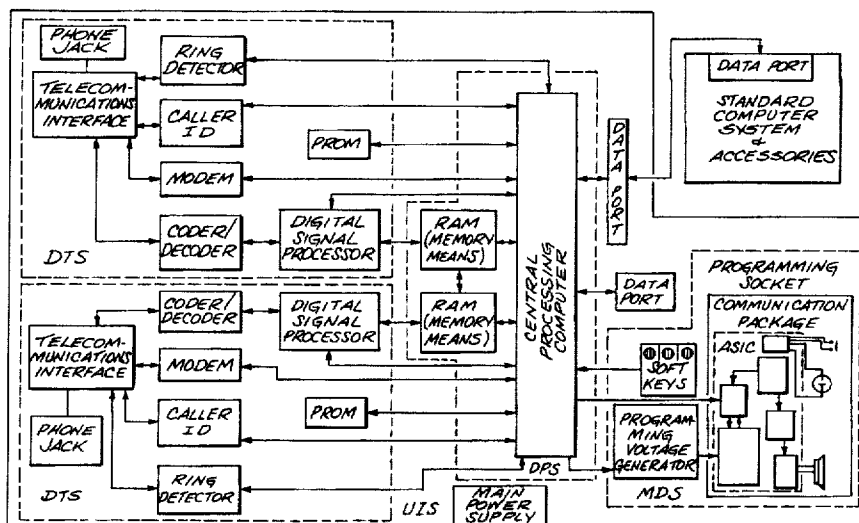 PHONE
JACK
RING
DETECTOR
TELECOM-
MUNICATIONS
INTERFACE
CALLER
ID
MODEM
CODER/
DECODER
DIGITAL
SIGNAL
PROCESSOR
DTS
PROM
RAM
(MEMORY
MEANS)
CENTRAL
PROCESSING
COMPUTER
DATA PORT
DATA PORT
STANDARD
COMPUTER
SYSTEM
&
ACCESSORIES
CODER/
DECODER
DIGITAL
SIGNAL
PROCESSOR
RAM
(MEMORY
MEANS)
TELECOM-
MUNICATIONS
INTERFACE
MODEM
PHONE
JACK
CALLER
ID
PROM
RING
DETECTOR
DTS
UIS
DPS
MAIN
POWER
SUPPLY
DATA
PORT
PROGRAMMING
SOCKET
COMMUNICATION
PACKAGE
ASIC
SOFT
KEYS
PROGRAM-
MING
VOLTAGE
GENERATOR
MDS